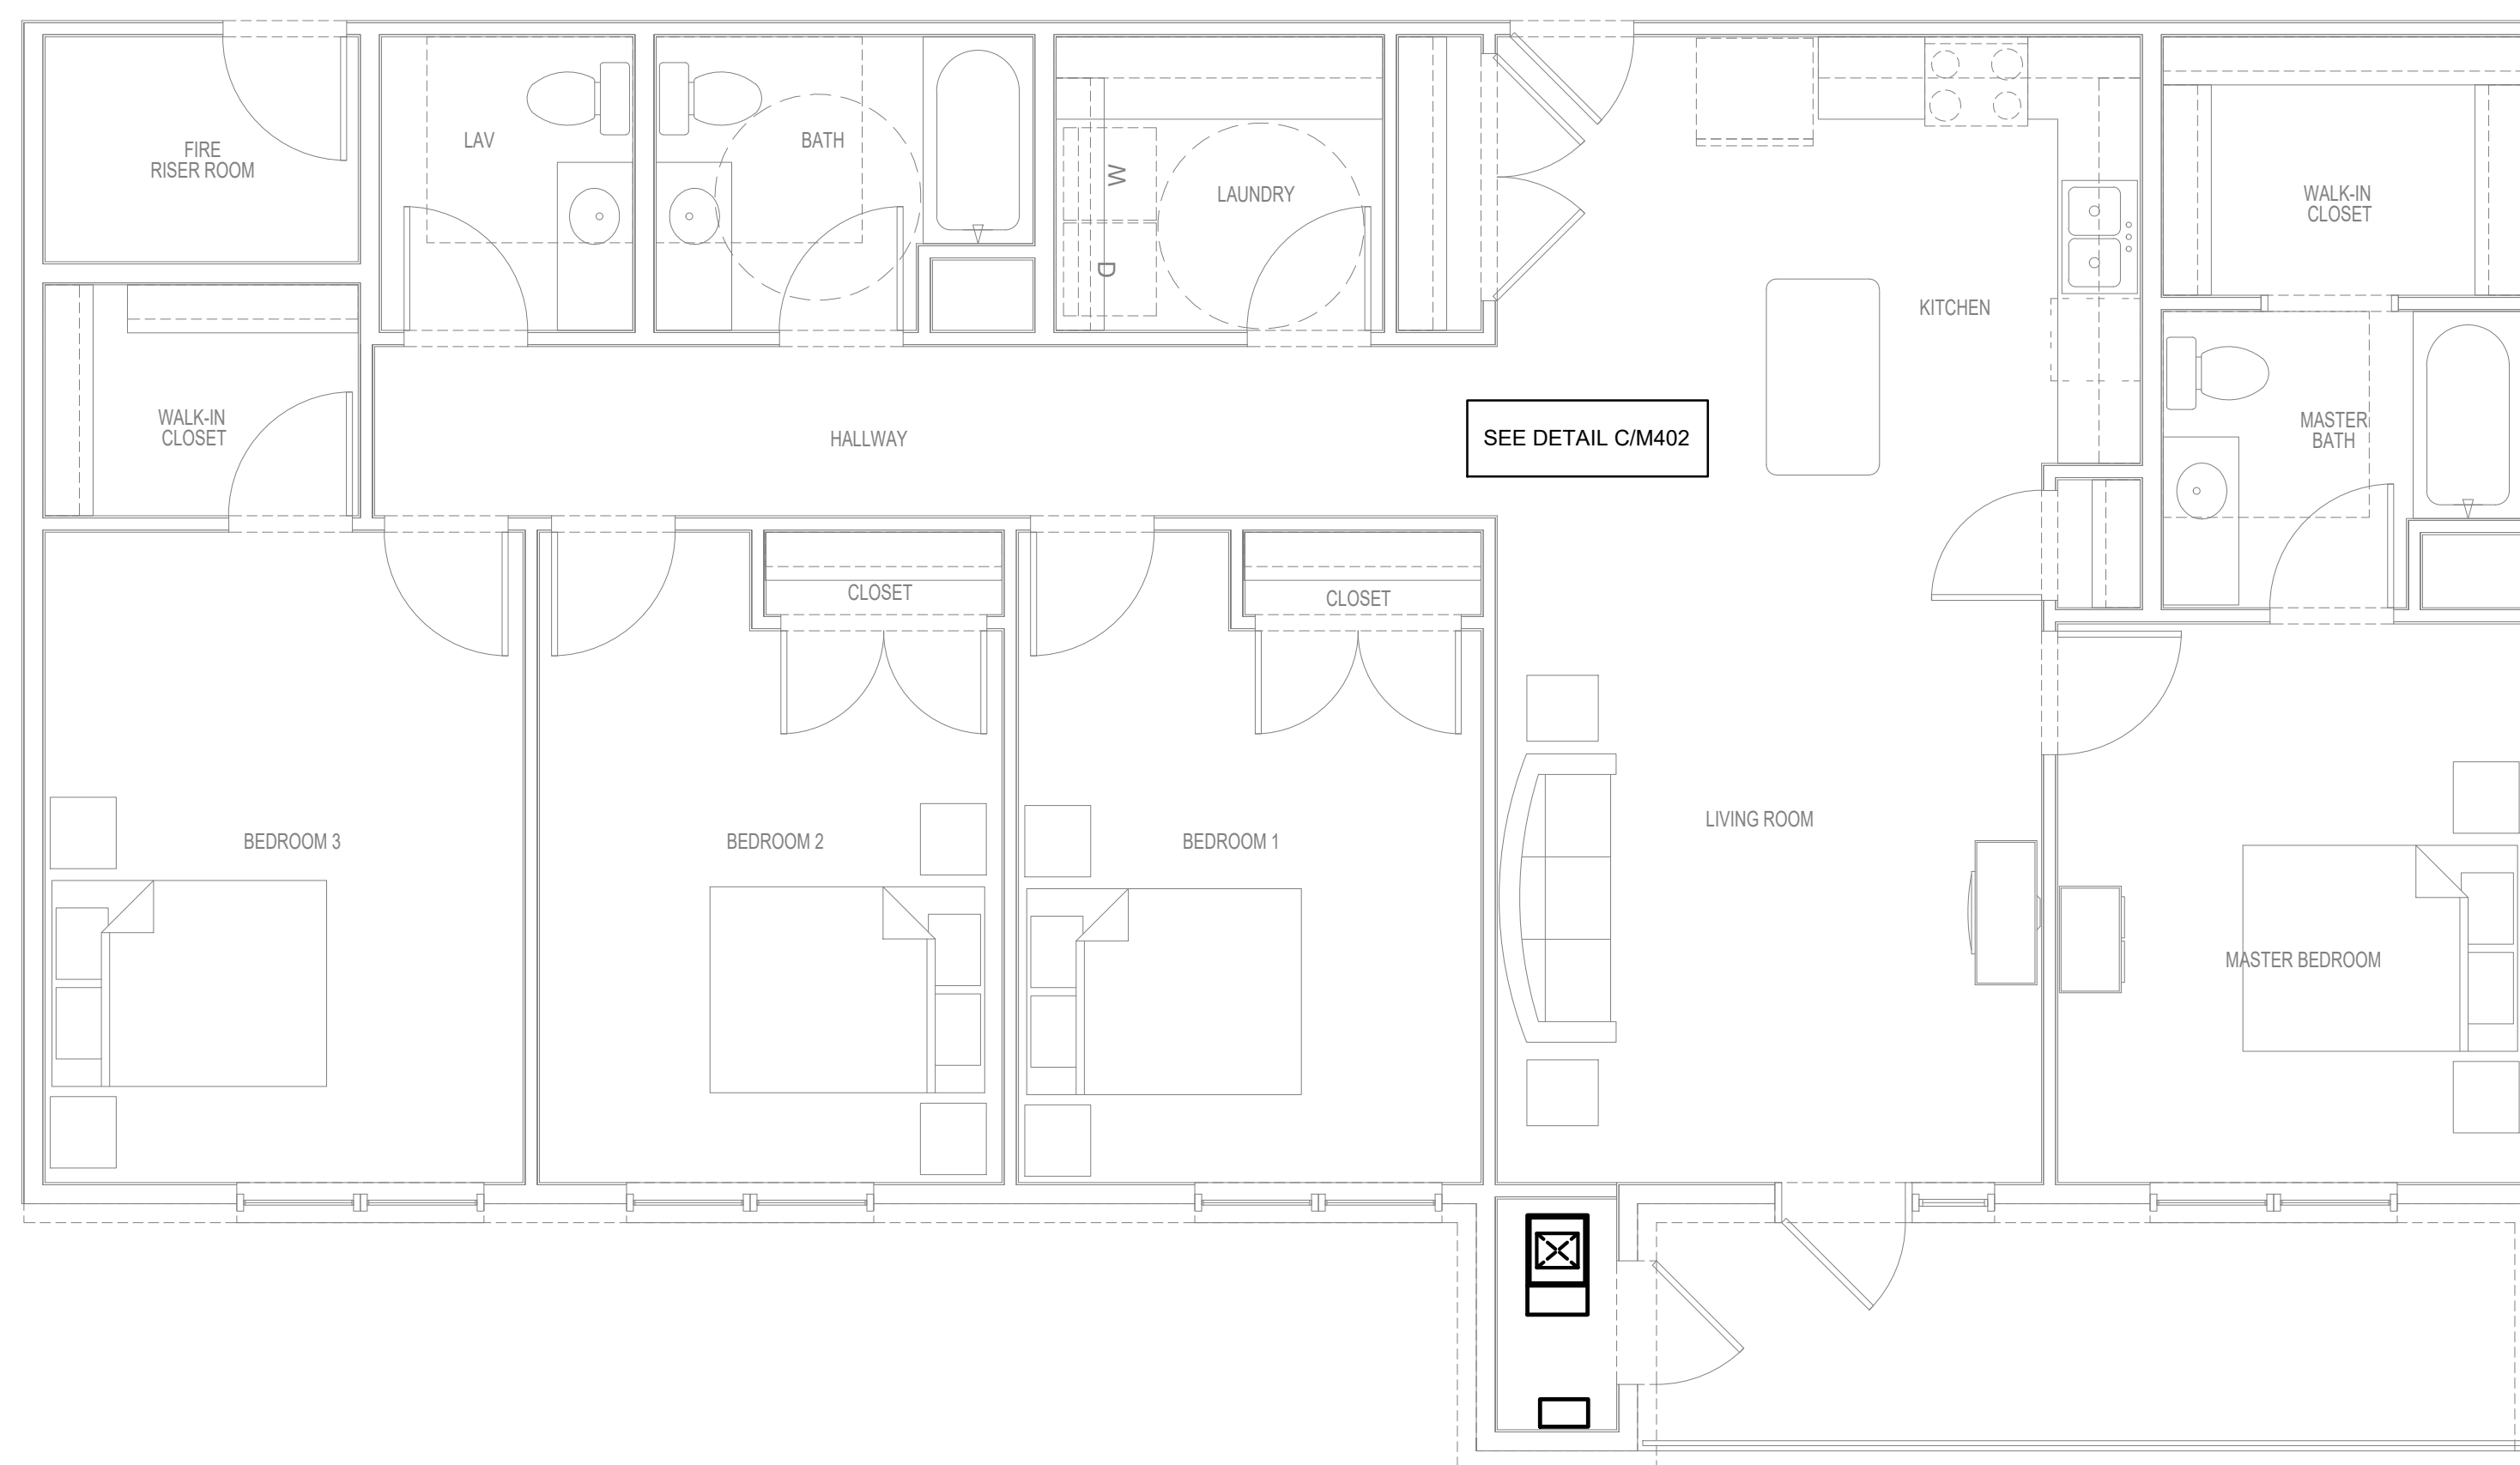 FIRE
RISER ROOM
LAV
BATH
W
D
LAUNDRY
KITCHEN
WALK-IN
CLOSET
WALK-IN
CLOSET
HALLWAY
SEE DETAIL C/M402
MASTER
BATH
CLOSET
CLOSET
BEDROOM 3
BEDROOM 2
BEDROOM 1
LIVING ROOM
MASTER BEDROOM